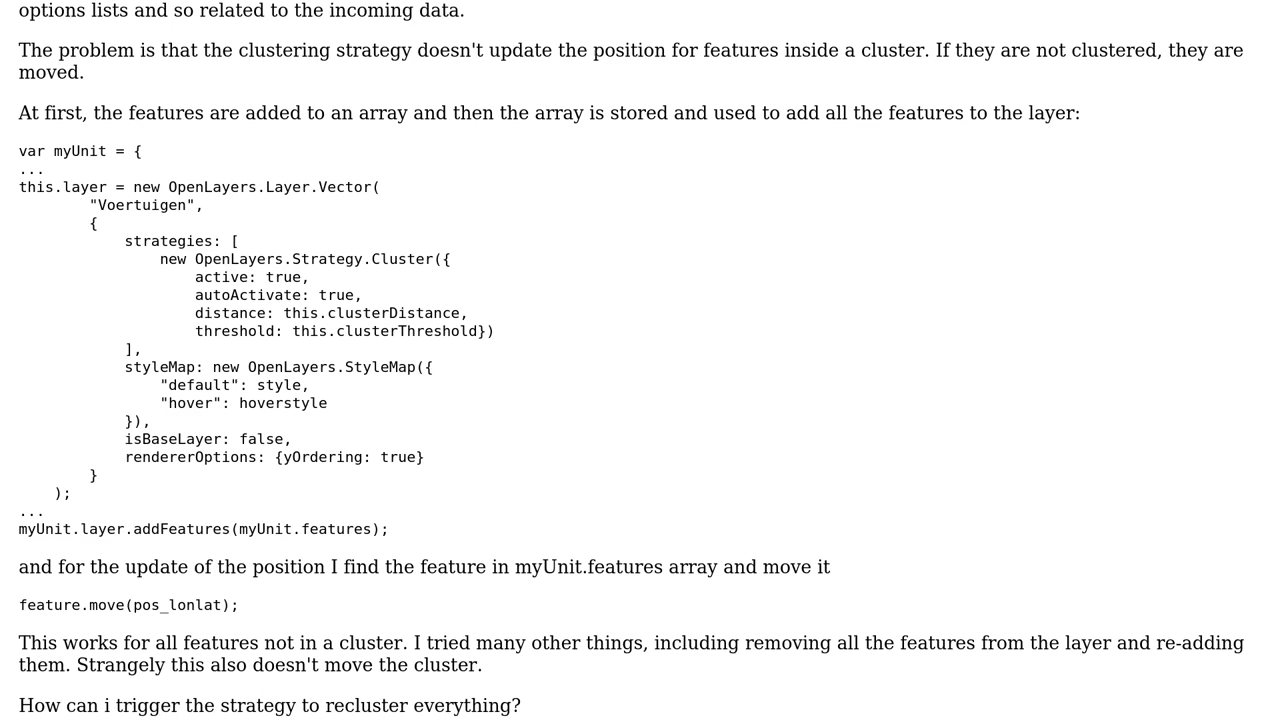 options lists and so related to the incoming data.
The problem is that the clustering strategy doesn't update the position for features inside a cluster. If they are not clustered, they are
moved.
At first, the features are added to an array and then the array is stored and used to add all the features to the layer:
var myUnit = {
...
this.layer = new OpenLayers.Layer.Vector(
        "Voertuigen",
        {
            strategies: [
                new OpenLayers.Strategy.Cluster({
                    active: true,
                    autoActivate: true,
                    distance: this.clusterDistance,
                    threshold: this.clusterThreshold})
            ],
            styleMap: new OpenLayers.StyleMap({
                "default": style,
                "hover": hoverstyle
            }),
            isBaseLayer: false,
            rendererOptions: {yOrdering: true}
        }
    );
...
myUnit.layer.addFeatures(myUnit.features);
and for the update of the position I find the feature in myUnit.features array and move it
feature.move(pos_lonlat);
This works for all features not in a cluster. I tried many other things, including removing all the features from the layer and re-adding
them. Strangely this also doesn't move the cluster.
How can i trigger the strategy to recluster everything?